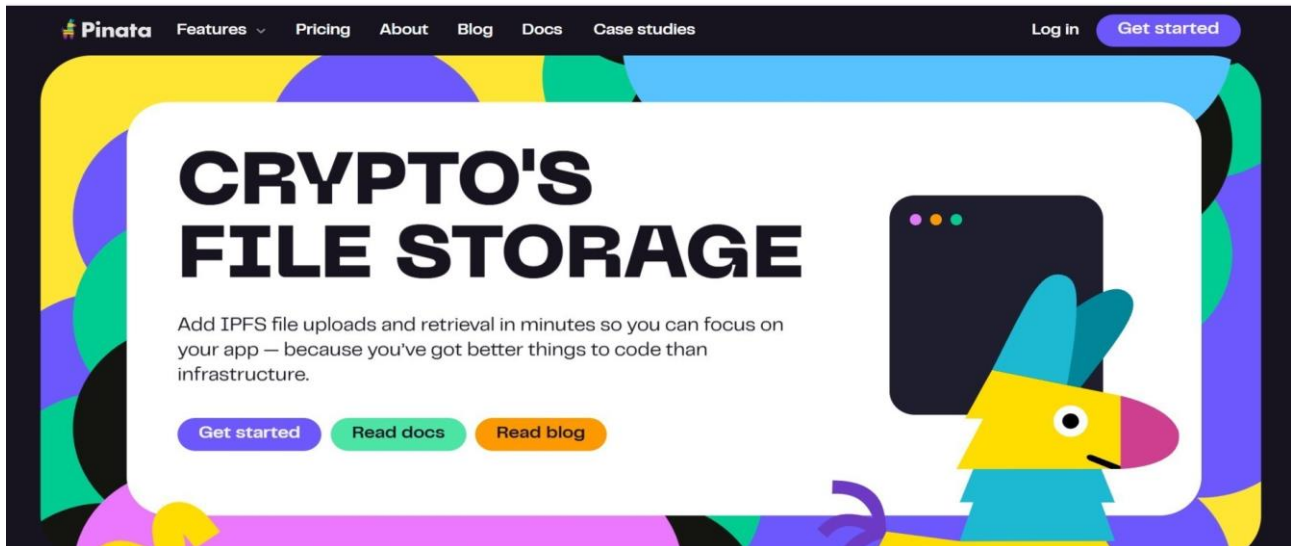 Pinata Features Pricing About Blog Docs Case studies Log in Get started
CRYPTO'S
FILE STORAGE
Add IPFS file uploads and retrieval in minutes so you can focus on
your app — because you've got better things to code than
infrastructure.
Get started Read docs Read blog